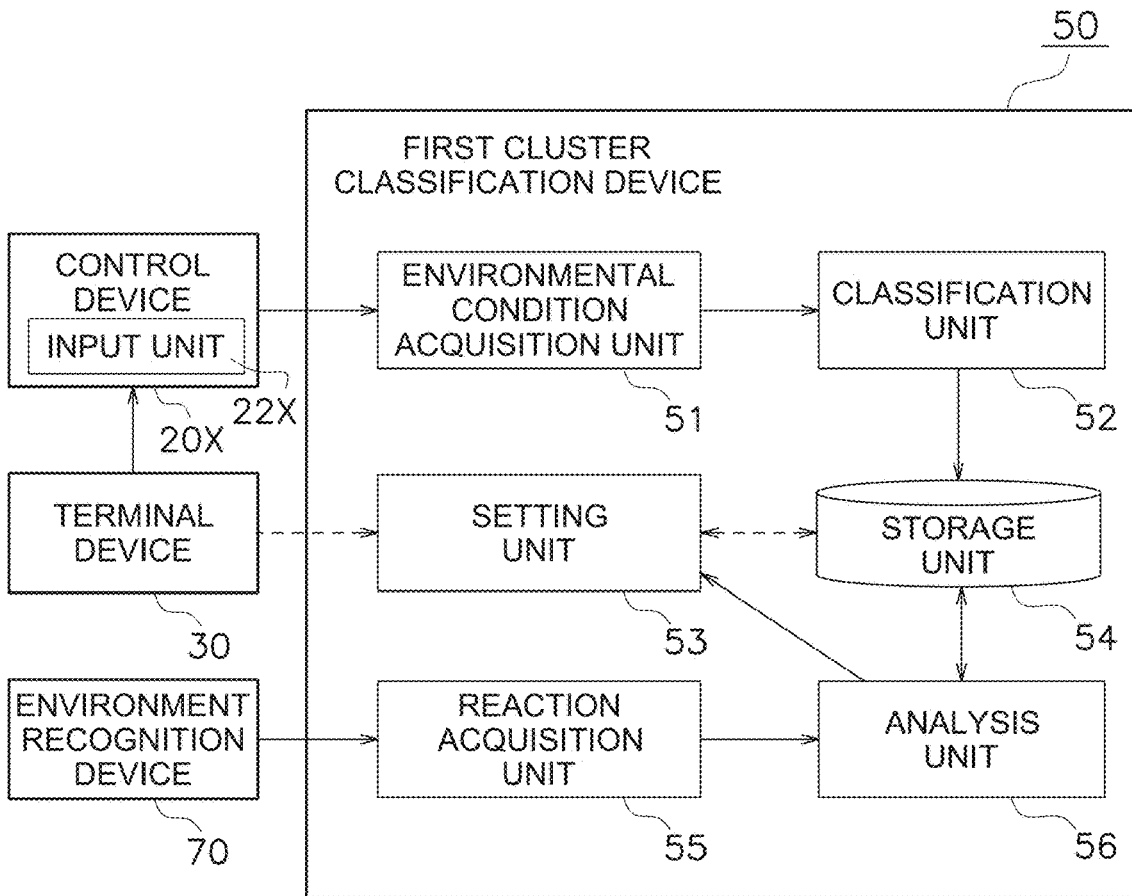 50
FIRST CLUSTER
CLASSIFICATION DEVICE
CONTROL
DEVICE
INPUT UNIT
22X
20X
ENVIRONMENTAL
CONDITION
ACQUISITION UNIT
51
CLASSIFICATION
UNIT
52
TERMINAL
DEVICE
30
SETTING
UNIT
53
STORAGE
UNIT
54
ENVIRONMENT
RECOGNITION
DEVICE
70
REACTION
ACQUISITION
UNIT
55
ANALYSIS
UNIT
56